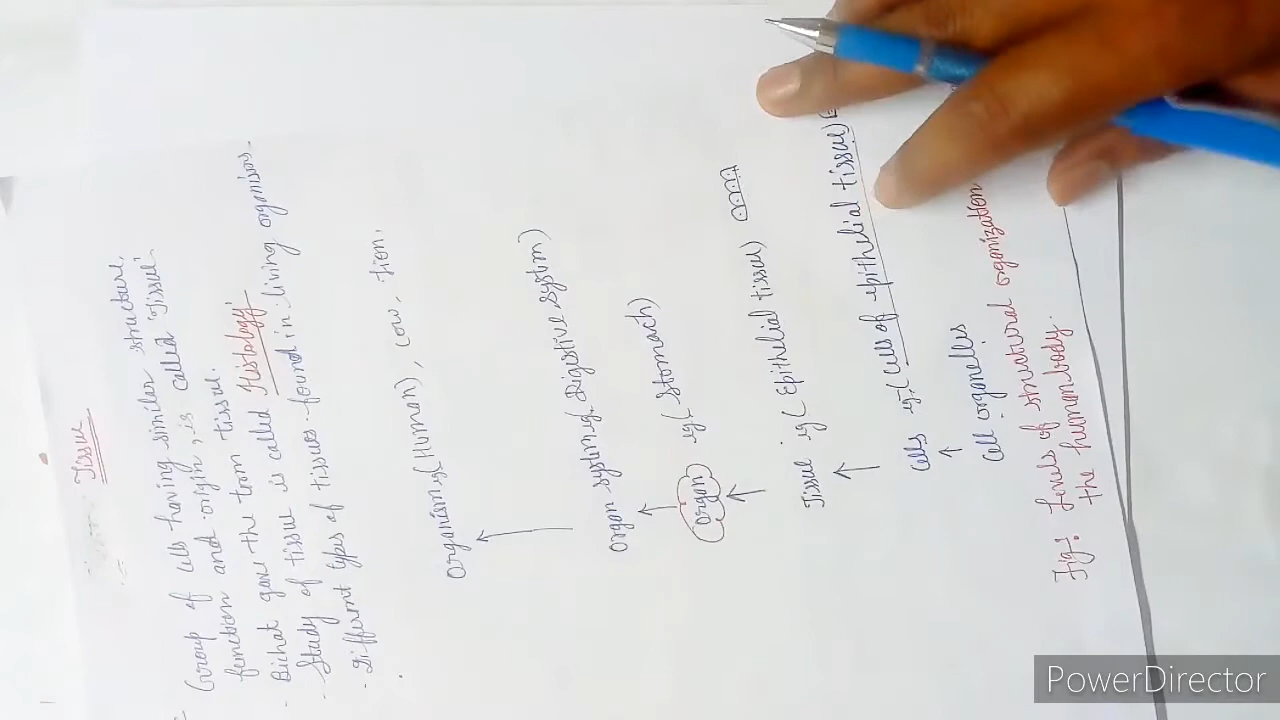 Tissue
Group of cells having similar structure,
function and origin, is called 'Tissue'.
- Bichat gave the trom tissue.
- Study of tissue is called 'Histology'
- Different types of tissues found in living organisms.
Organism eg(Human), cow, lion.
Organ system eg(Digestive system)
Organ eg(Stomach)
Tissue eg(Epithelial tissue)
Cells eg:(Cells of epithelial tissue)
Cell organelles
Fig: Levels of structural organization
the human body.
PowerDirector